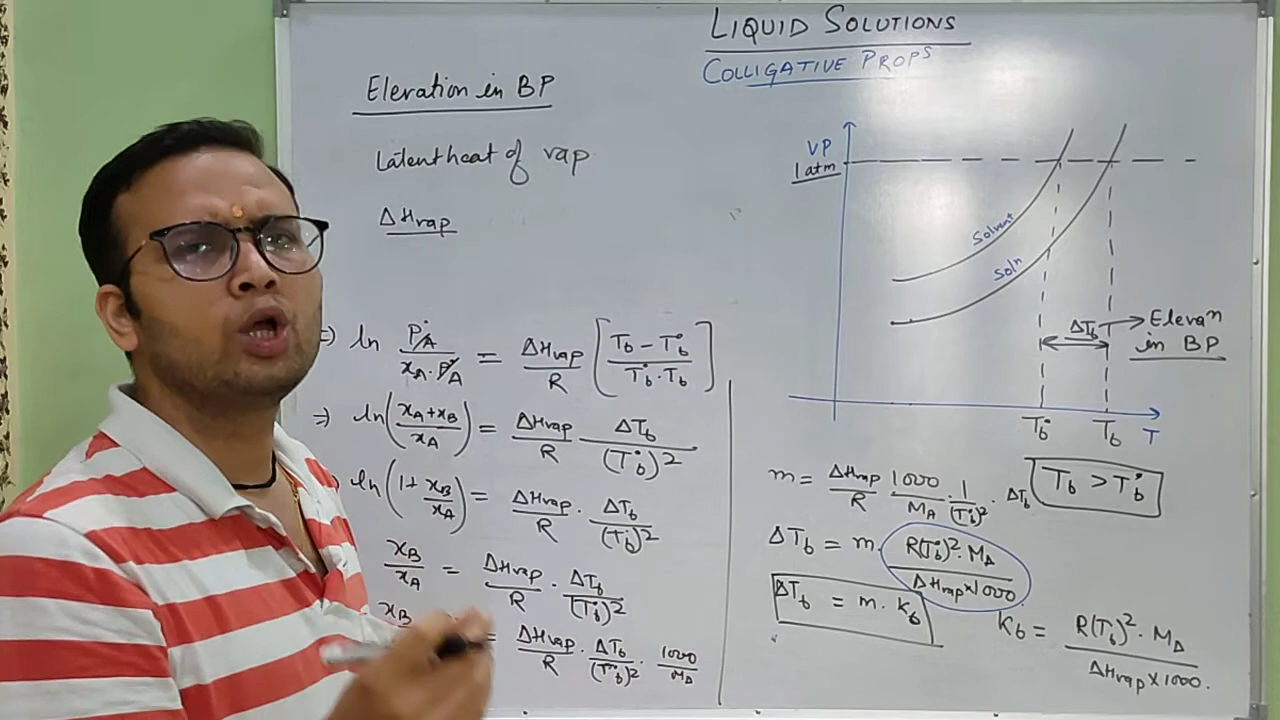 LIQUID SOLUTIONS
COLLIGATIVE PROPS
Elevation in BP
Latent heat of vap
ΔHvap
⇒) ln P°A / xA . P°A = ΔHvap / R [ Tb − T°b / T°b . Tb ]
⇒) ln( xA + xB / xA ) = ΔHvap / R ΔTb / (T°b)²
) ln( 1 + xB / xA ) = ΔHvap / R . ΔTb / (T°b)²
xB / xA = ΔHvap / R . ΔTb / (T°b)²
xB = ΔHvap / R . ΔTb / (T°b)² . 1000 / MA
VP
1 atm
Solvent
Soln
ΔTb → Elevan
in BP
T°b Tb T
m = ΔHvap / R 1000 / MA . 1 / (T°b)² . ΔTb
Tb > T°b
ΔTb = m . R(T°b)² . MA / ΔHvap × 1000
ΔTb = m . Kb
Kb = R(T°b)² . MA / ΔHvap × 1000.